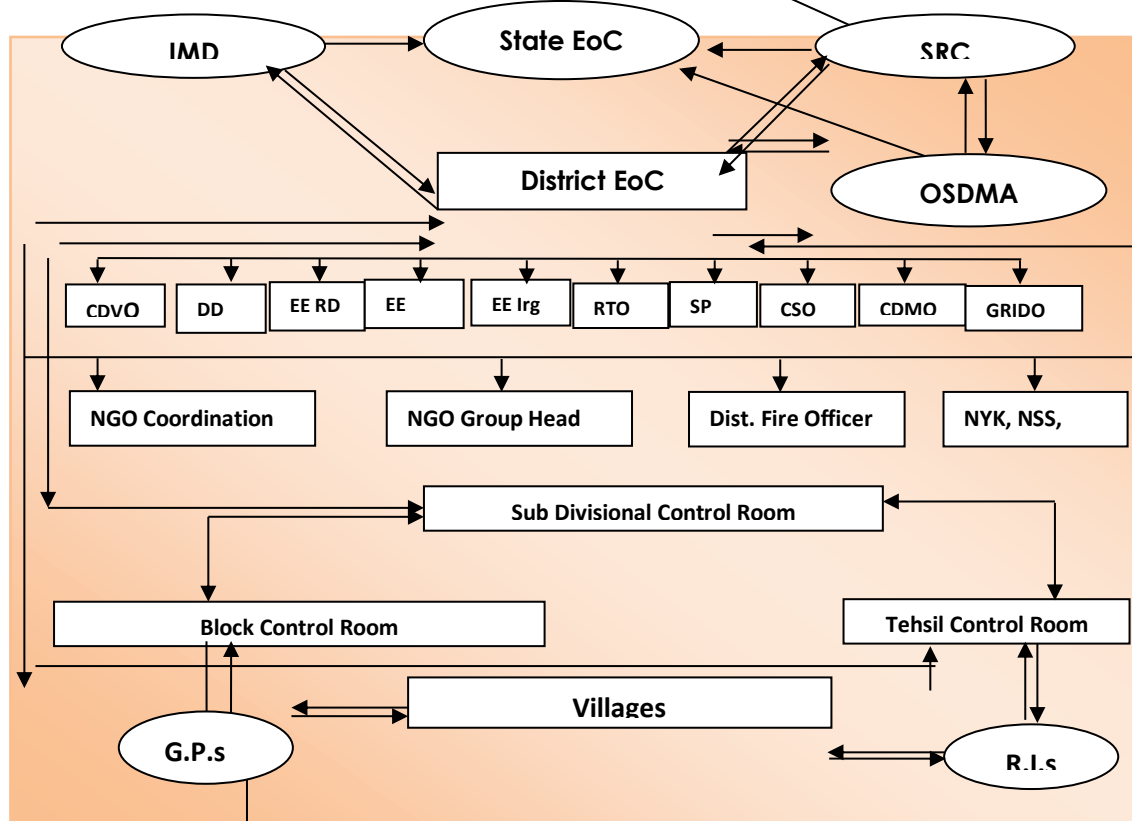 IMD
State EoC
SRC
District EoC
OSDMA
CDVO
DD
EE RD
EE
EE Irg
RTO
SP
CSO
CDMO
GRIDO
NGO Coordination
NGO Group Head
Dist. Fire Officer
NYK, NSS,
Sub Divisional Control Room
Block Control Room
Tehsil Control Room
Villages
G.P.s
R.I.s